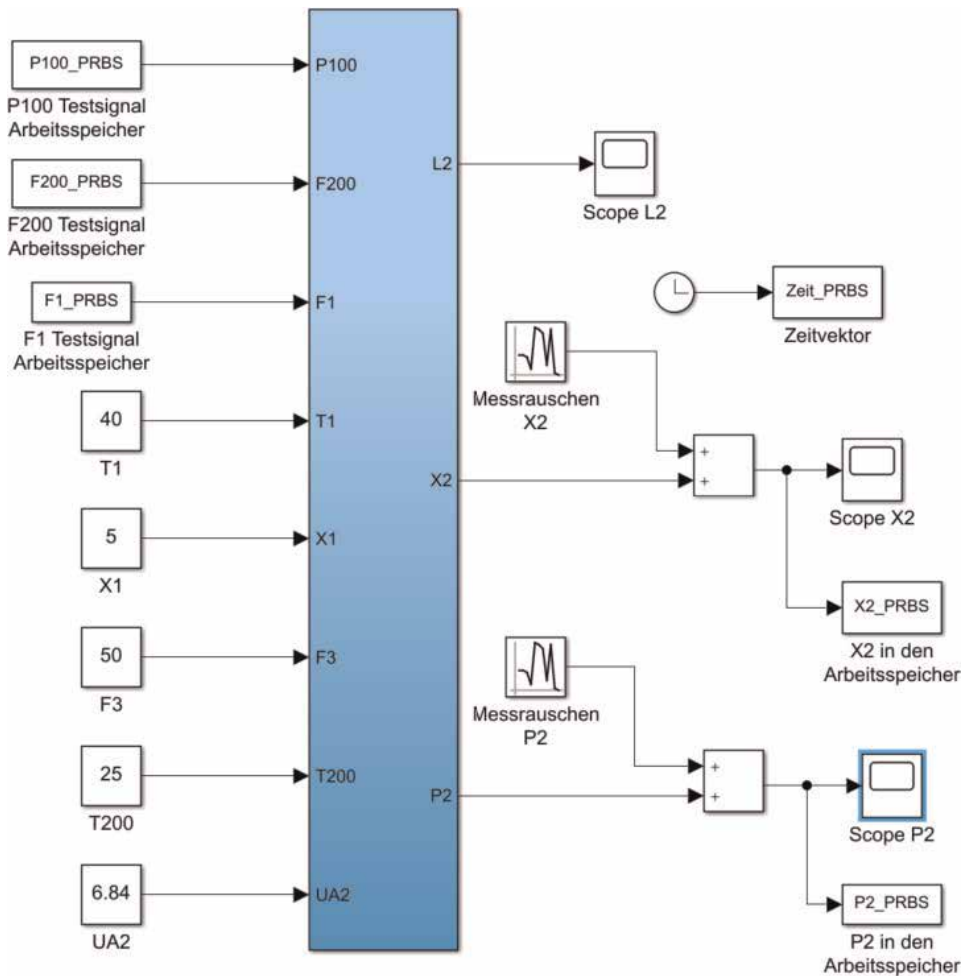 P100_PRBS
P100 Testsignal
Arbeitsspeicher
F200_PRBS
F200 Testsignal
Arbeitsspeicher
F1_PRBS
F1 Testsignal
Arbeitsspeicher
40
T1
5
X1
50
F3
25
T200
6.84
UA2
P100
F200
F1
T1
X1
F3
T200
UA2
L2
X2
P2
Scope L2
Zeit_PRBS
Zeitvektor
Messrauschen
X2
+
+
Scope X2
X2_PRBS
X2 in den
Arbeitsspeicher
Messrauschen
P2
+
+
Scope P2
P2_PRBS
P2 in den
Arbeitsspeicher